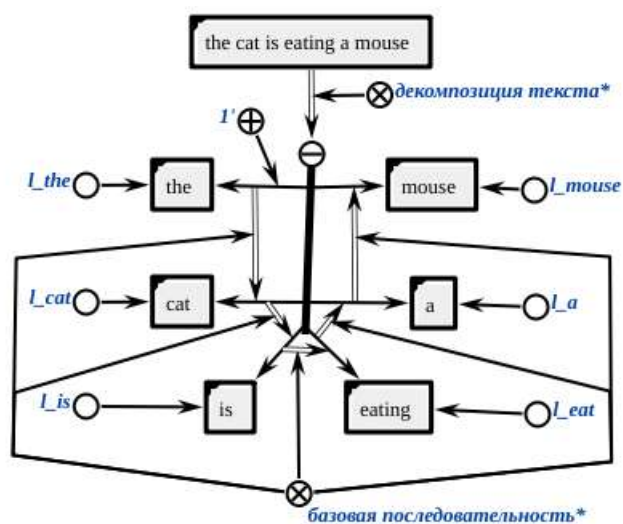 the cat is eating a mouse
декомпозиция текста*
1'
l_the
the
mouse
l_mouse
l_cat
cat
a
l_a
l_is
is
eating
l_eat
базовая последовательность*